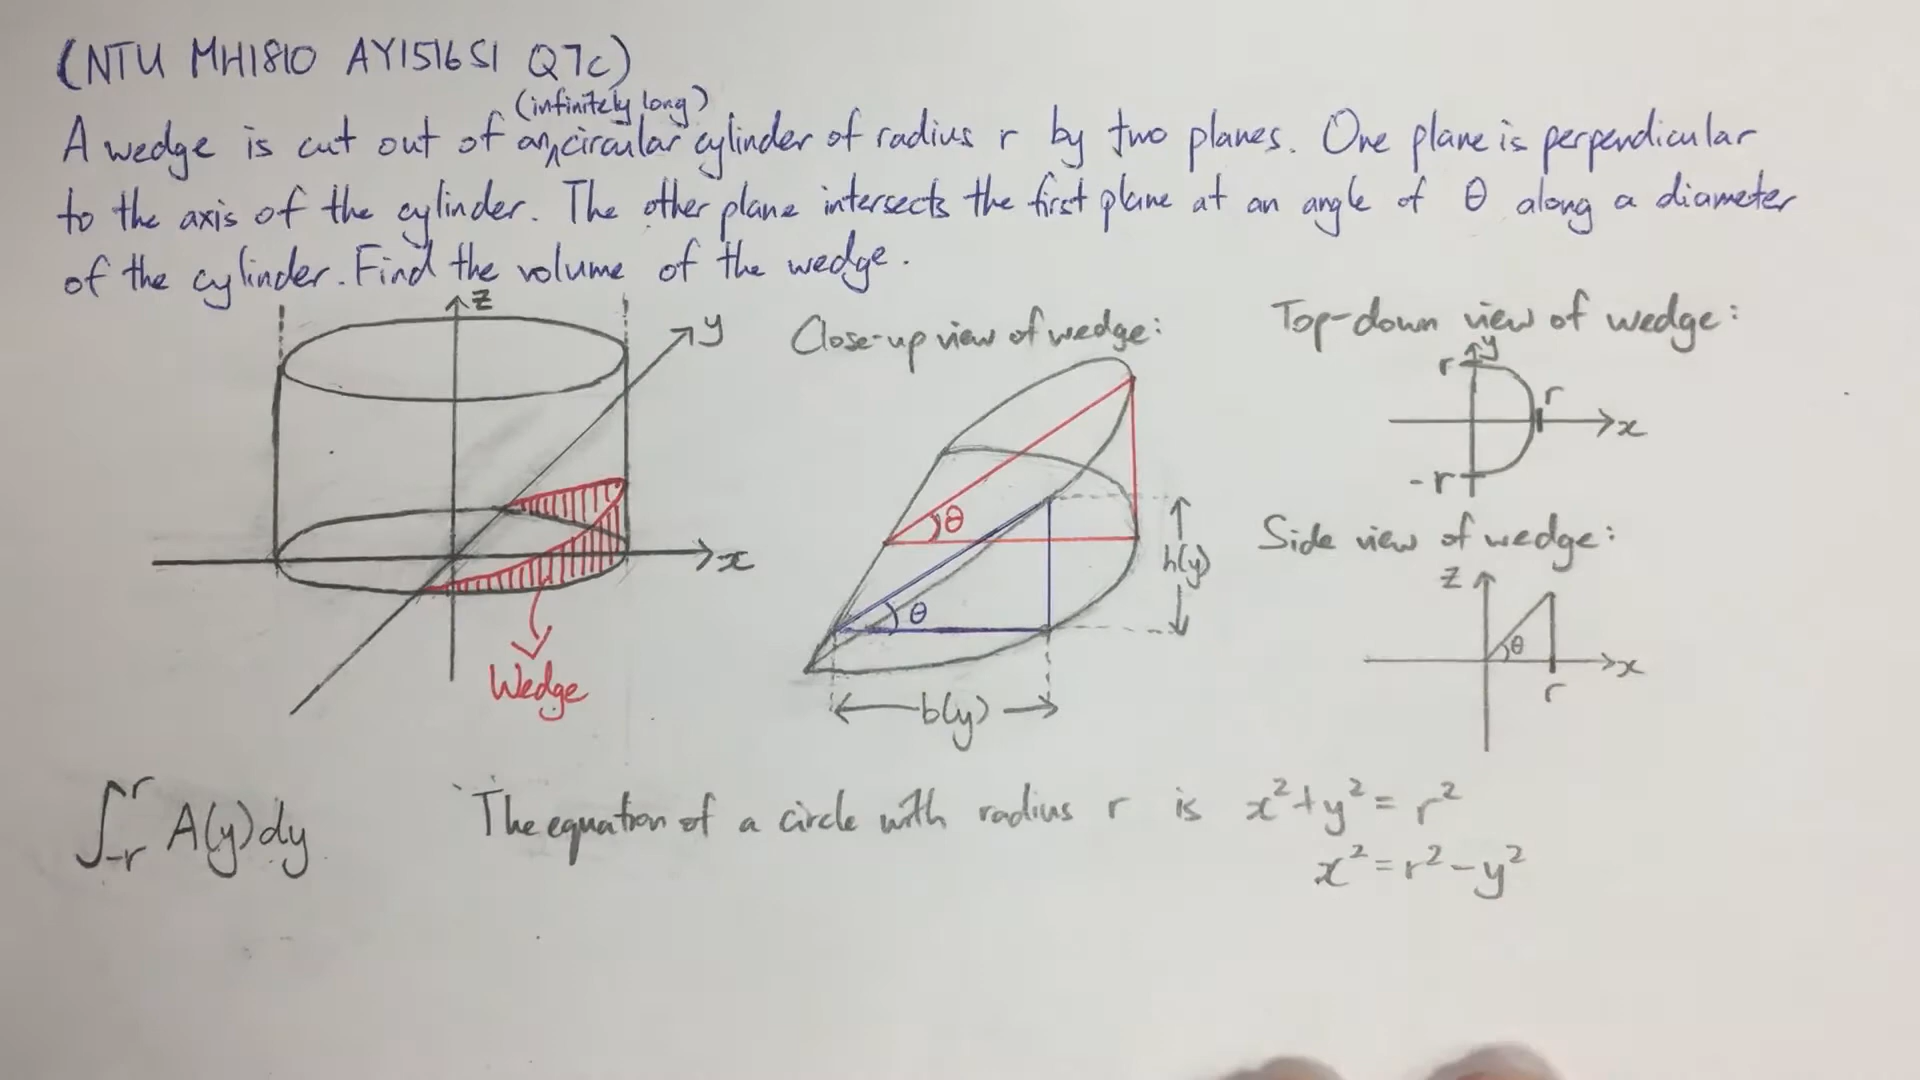 (NTU MH1810 AY1516S1 Q7c)
(infinitely long)
A wedge is cut out of an circular cylinder of radius r by two planes. One plane is perpendicular
to the axis of the cylinder. The other plane intersects the first plane at an angle of θ along a diameter
of the cylinder. Find the volume of the wedge.
z
y
x
Wedge
Close-up view of wedge:
θ
θ
h(y)
b(y)
Top-down view of wedge:
y
r
r
x
-r
Side view of wedge:
z
θ
x
r
∫_{-r}^{r} A(y)dy
The equation of a circle with radius r is x²+y²=r²
x²=r²-y²